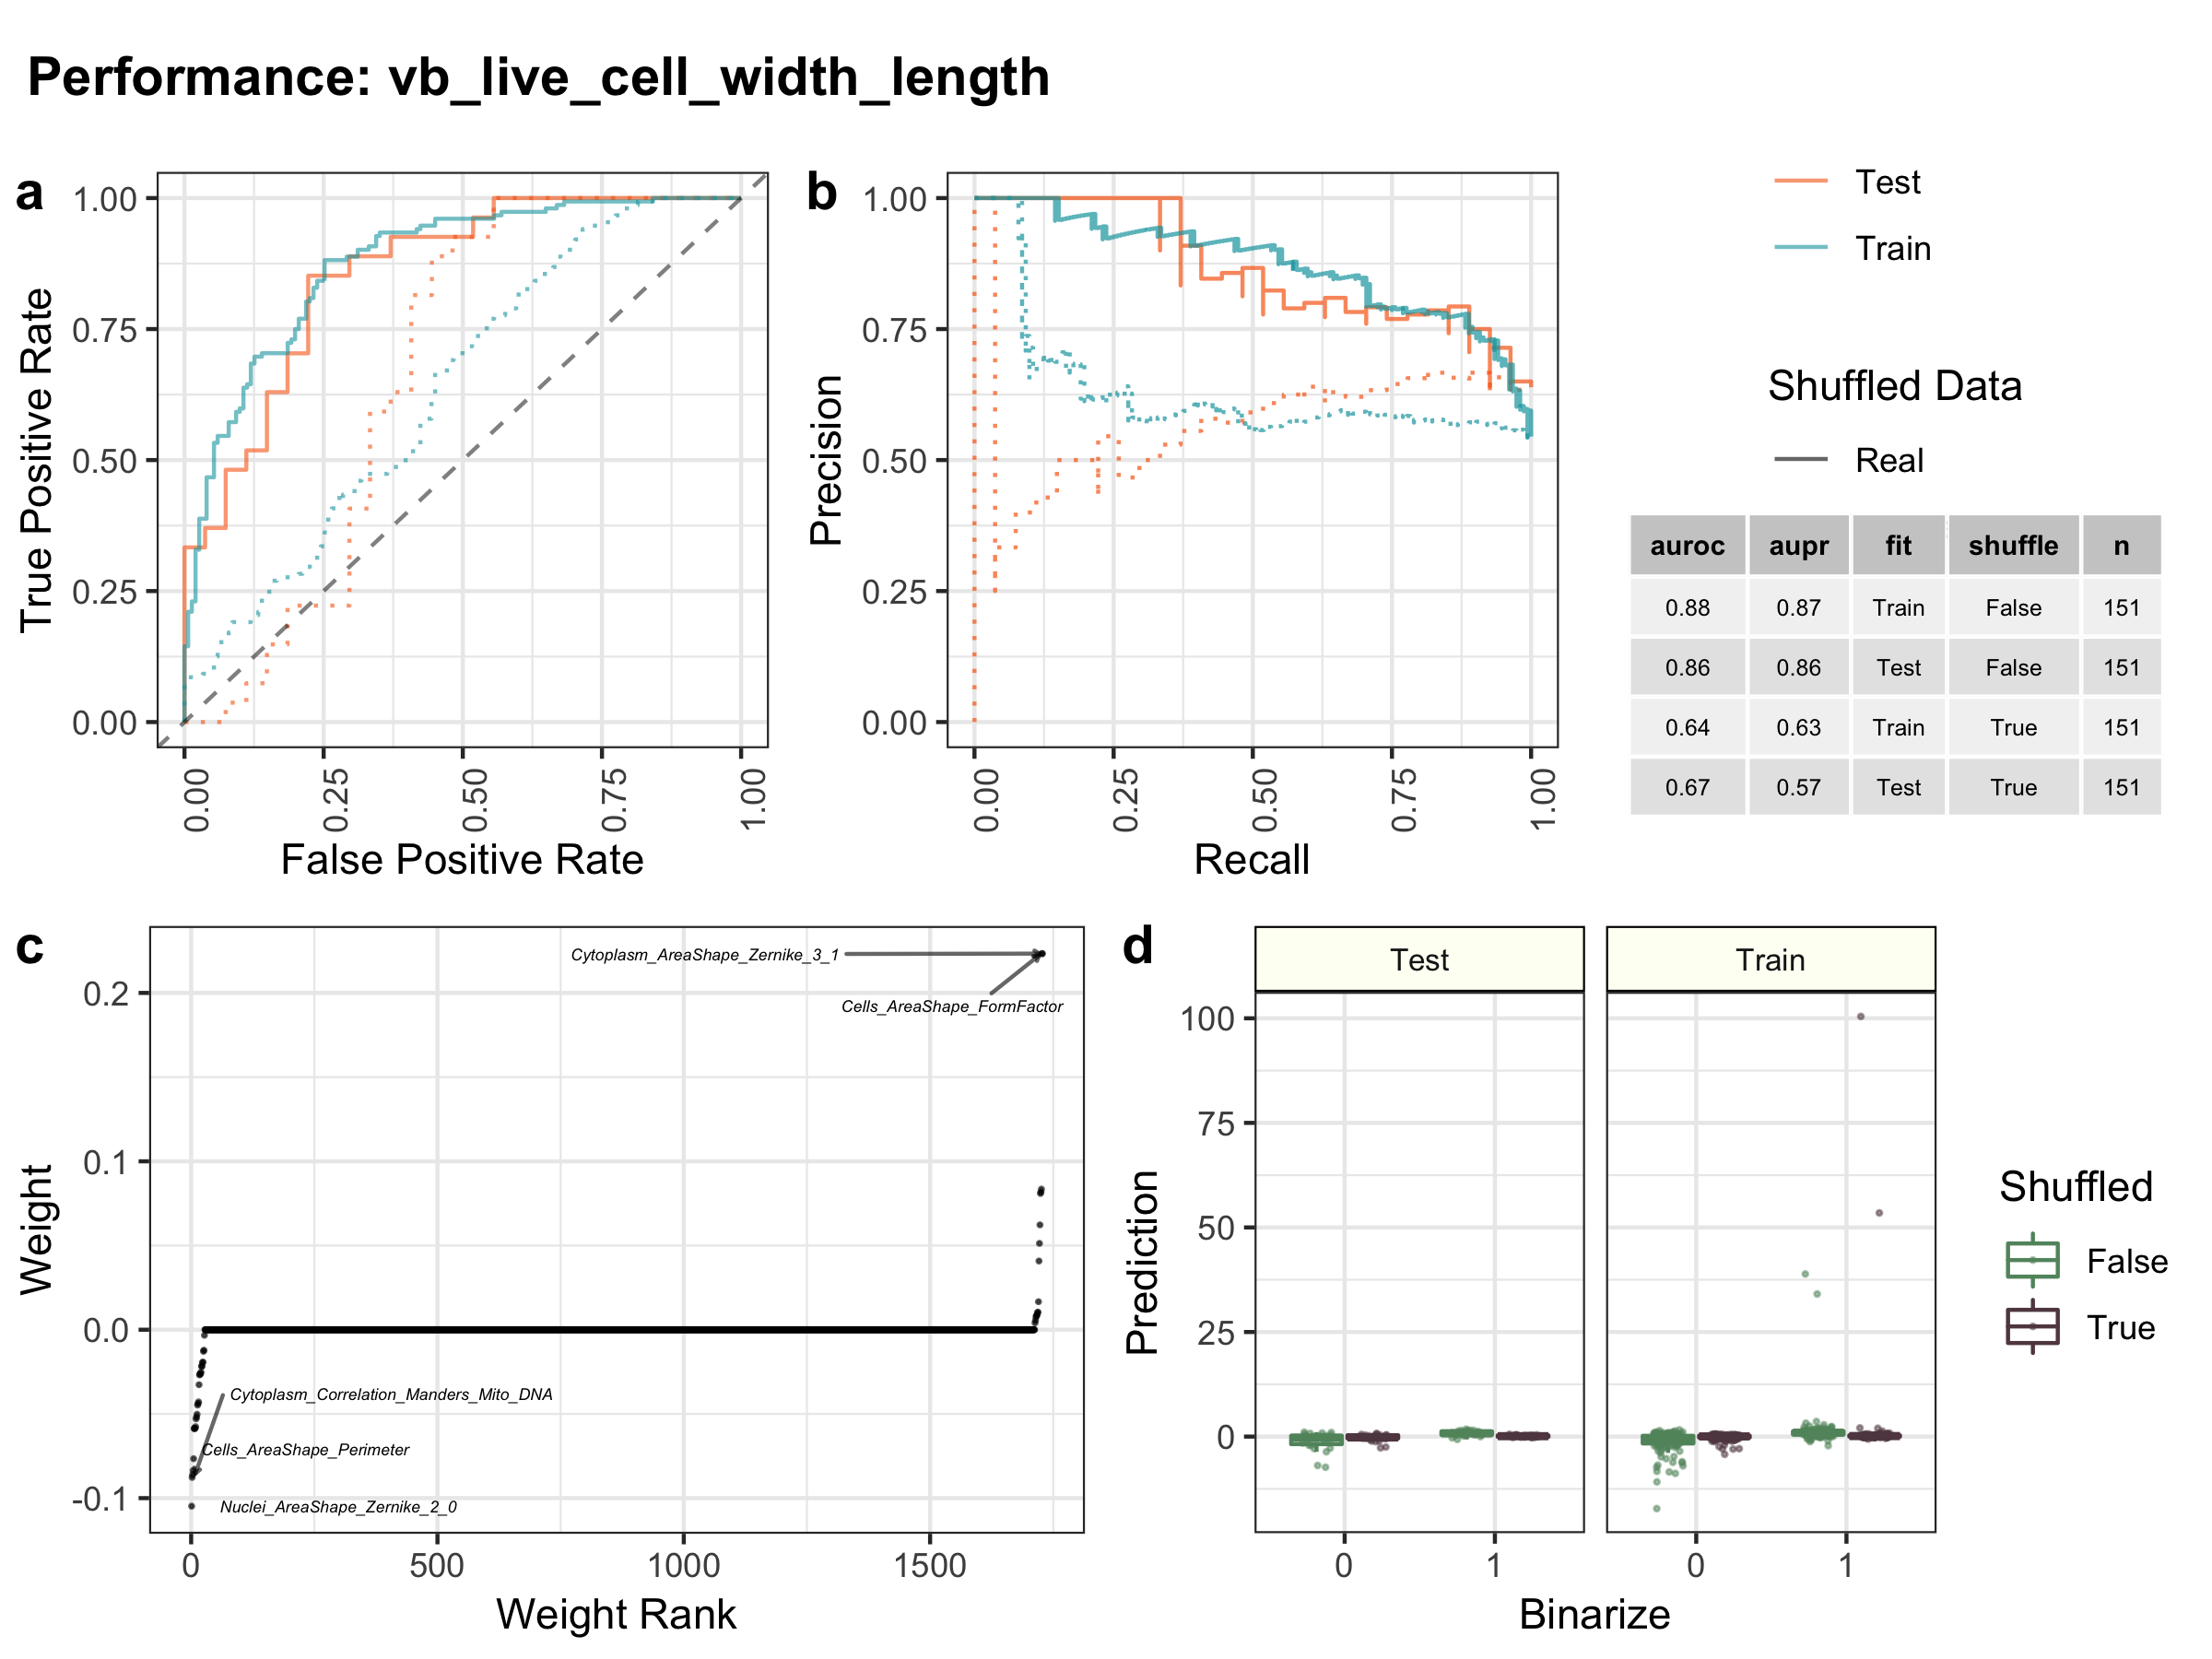 Performance: vb_live_cell_width_length
a
1.00
0.75
0.50
0.25
0.00
True Positive Rate
0.00
0.25
0.50
0.75
1.00
False Positive Rate
b
1.00
0.75
0.50
0.25
0.00
Precision
0.00
0.25
0.50
0.75
1.00
Recall
Test
Train
Shuffled Data
Real
auroc aupr fit shuffle n
0.88 0.87 Train False 151
0.86 0.86 Test False 151
0.64 0.63 Train True 151
0.67 0.57 Test True 151
c
0.2
0.1
0.0
-0.1
Weight
Cytoplasm_AreaShape_Zernike_3_1
Cells_AreaShape_FormFactor
Cytoplasm_Correlation_Manders_Mito_DNA
Cells_AreaShape_Perimeter
Nuclei_AreaShape_Zernike_2_0
0 500 1000 1500
Weight Rank
d
Test Train
100
75
50
25
0
Prediction
0 1 0 1
Binarize
Shuffled
False
True